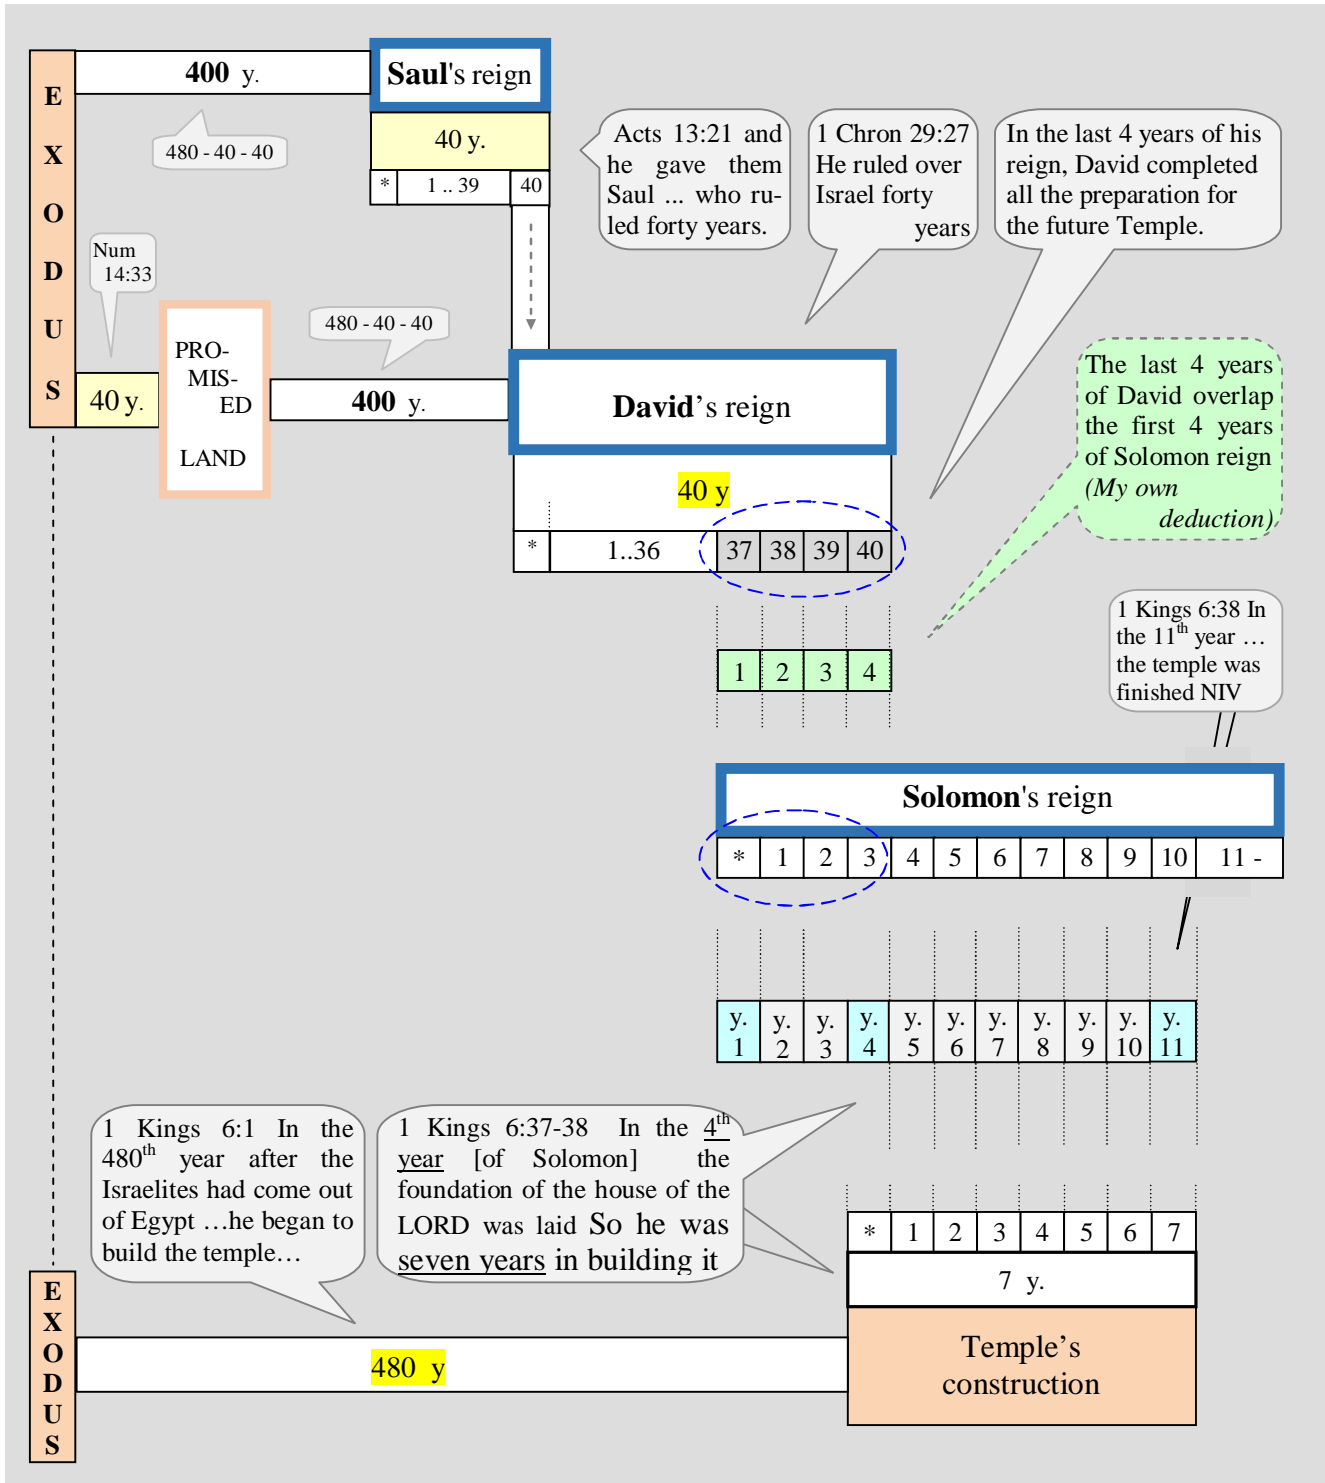 E
X
O
D
U
S
400 y.
Saul's reign
480 - 40 - 40
40 y.
* 1 .. 39 40
Acts 13:21 and
he gave them
Saul ... who ru-
led forty years.
1 Chron 29:27
He ruled over
Israel forty
years
In the last 4 years of his
reign, David completed
all the preparation for
the future Temple.
Num
14:33
480 - 40 - 40
40 y.
PRO-
MIS-
ED
LAND
400 y.
David's reign
The last 4 years
of David overlap
the first 4 years
of Solomon reign
(My own
deduction)
40 y
* 1..36 37 38 39 40
1 2 3 4
1 Kings 6:38 In
the 11th year …
the temple was
finished NIV
Solomon's reign
* 1 2 3 4 5 6 7 8 9 10 11 -
y. y. y. y. y. y. y. y. y. y. y.
1 2 3 4 5 6 7 8 9 10 11
1 Kings 6:1 In the
480th year after the
Israelites had come out
of Egypt …he began to
build the temple…
1 Kings 6:37-38 In the 4th
year [of Solomon] the
foundation of the house of the
LORD was laid So he was
seven years in building it
* 1 2 3 4 5 6 7
7 y.
Temple's
construction
E
X
O
D
U
S
480 y